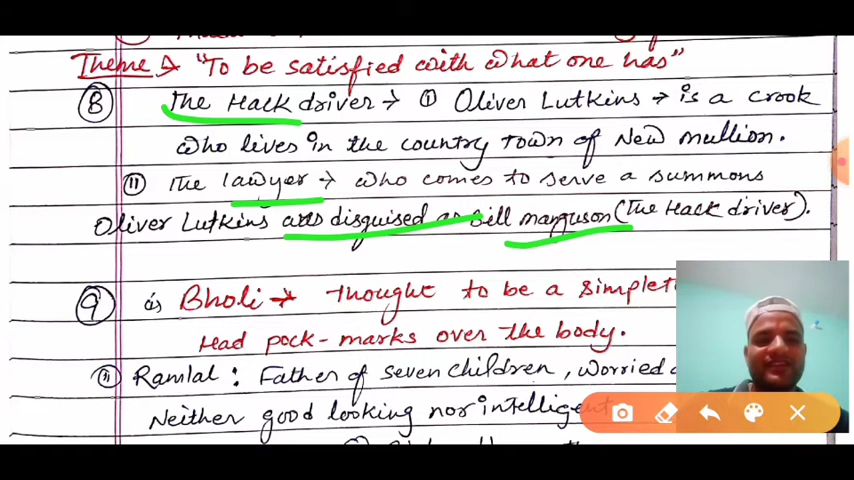 Theme → "To be satisfied with what one has"
⑧ The Hack driver → ① Oliver Lutkins → is a crook
who lives in the country town of New mullion.
⑪ The lawyer → who comes to serve a summons
Oliver Lutkins acts disguised as Bill magnuson (The Hack driver).
⑨ (i) Bholi → Thought to be a simplet
Had pock-marks over the body.
(ii) Ramlal : Father of seven children, worried
Neither good looking nor intellige